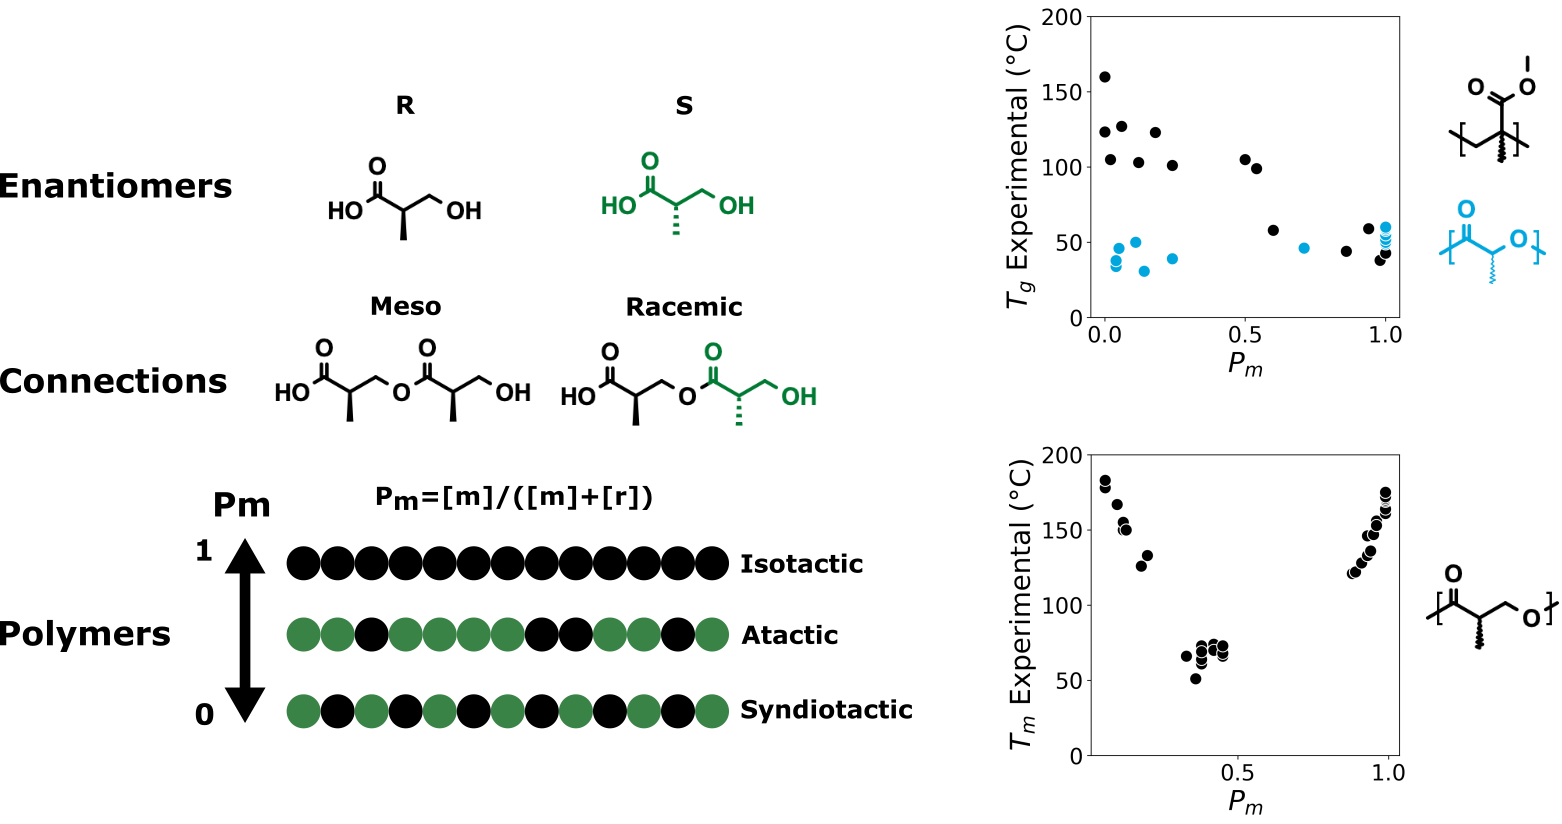 R
S
Enantiomers
O
HO
OH
O
HO
OH
Meso
Racemic
Connections
O
O
HO
O
OH
O
O
HO
O
OH
Pm
Pm=[m]/([m]+[r])
1
Isotactic
Polymers
Atactic
0
Syndiotactic
Tg Experimental (°C)
200
150
100
50
0
0.0
0.5
1.0
Pm
O
O
O
O
Tm Experimental (°C)
200
150
100
50
0
0.5
1.0
Pm
O
O